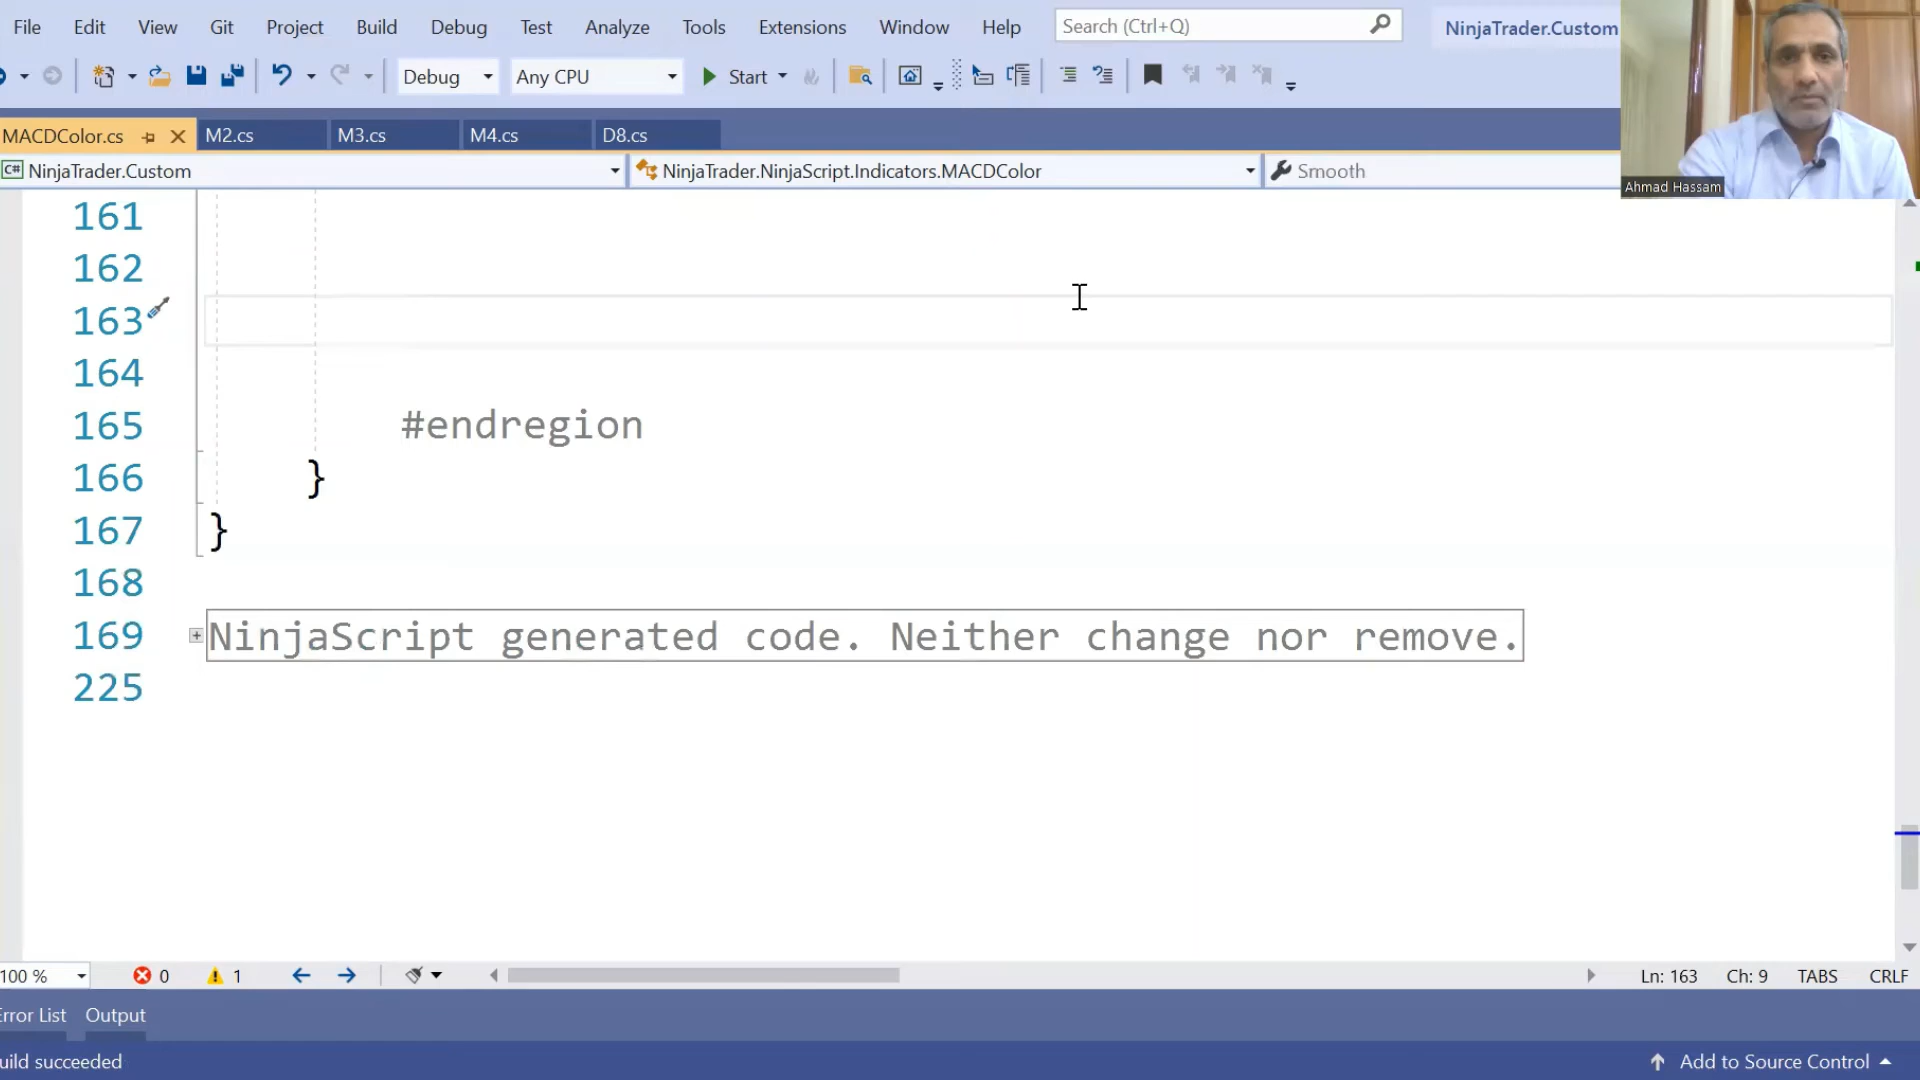 File Edit View Git Project Build Debug Test Analyze Tools Extensions Window Help Search (Ctrl+Q) NinjaTrader.Custom
Debug Any CPU Start
MACDColor.cs M2.cs M3.cs M4.cs D8.cs
C# NinjaTrader.Custom NinjaTrader.NinjaScript.Indicators.MACDColor Smooth
Ahmad Hassam
161
162
163
164
165 #endregion
166 }
167 }
168
169 NinjaScript generated code. Neither change nor remove.
225
100 % 0 1 Ln: 163 Ch: 9 TABS CRLF
rror List Output
uild succeeded Add to Source Control